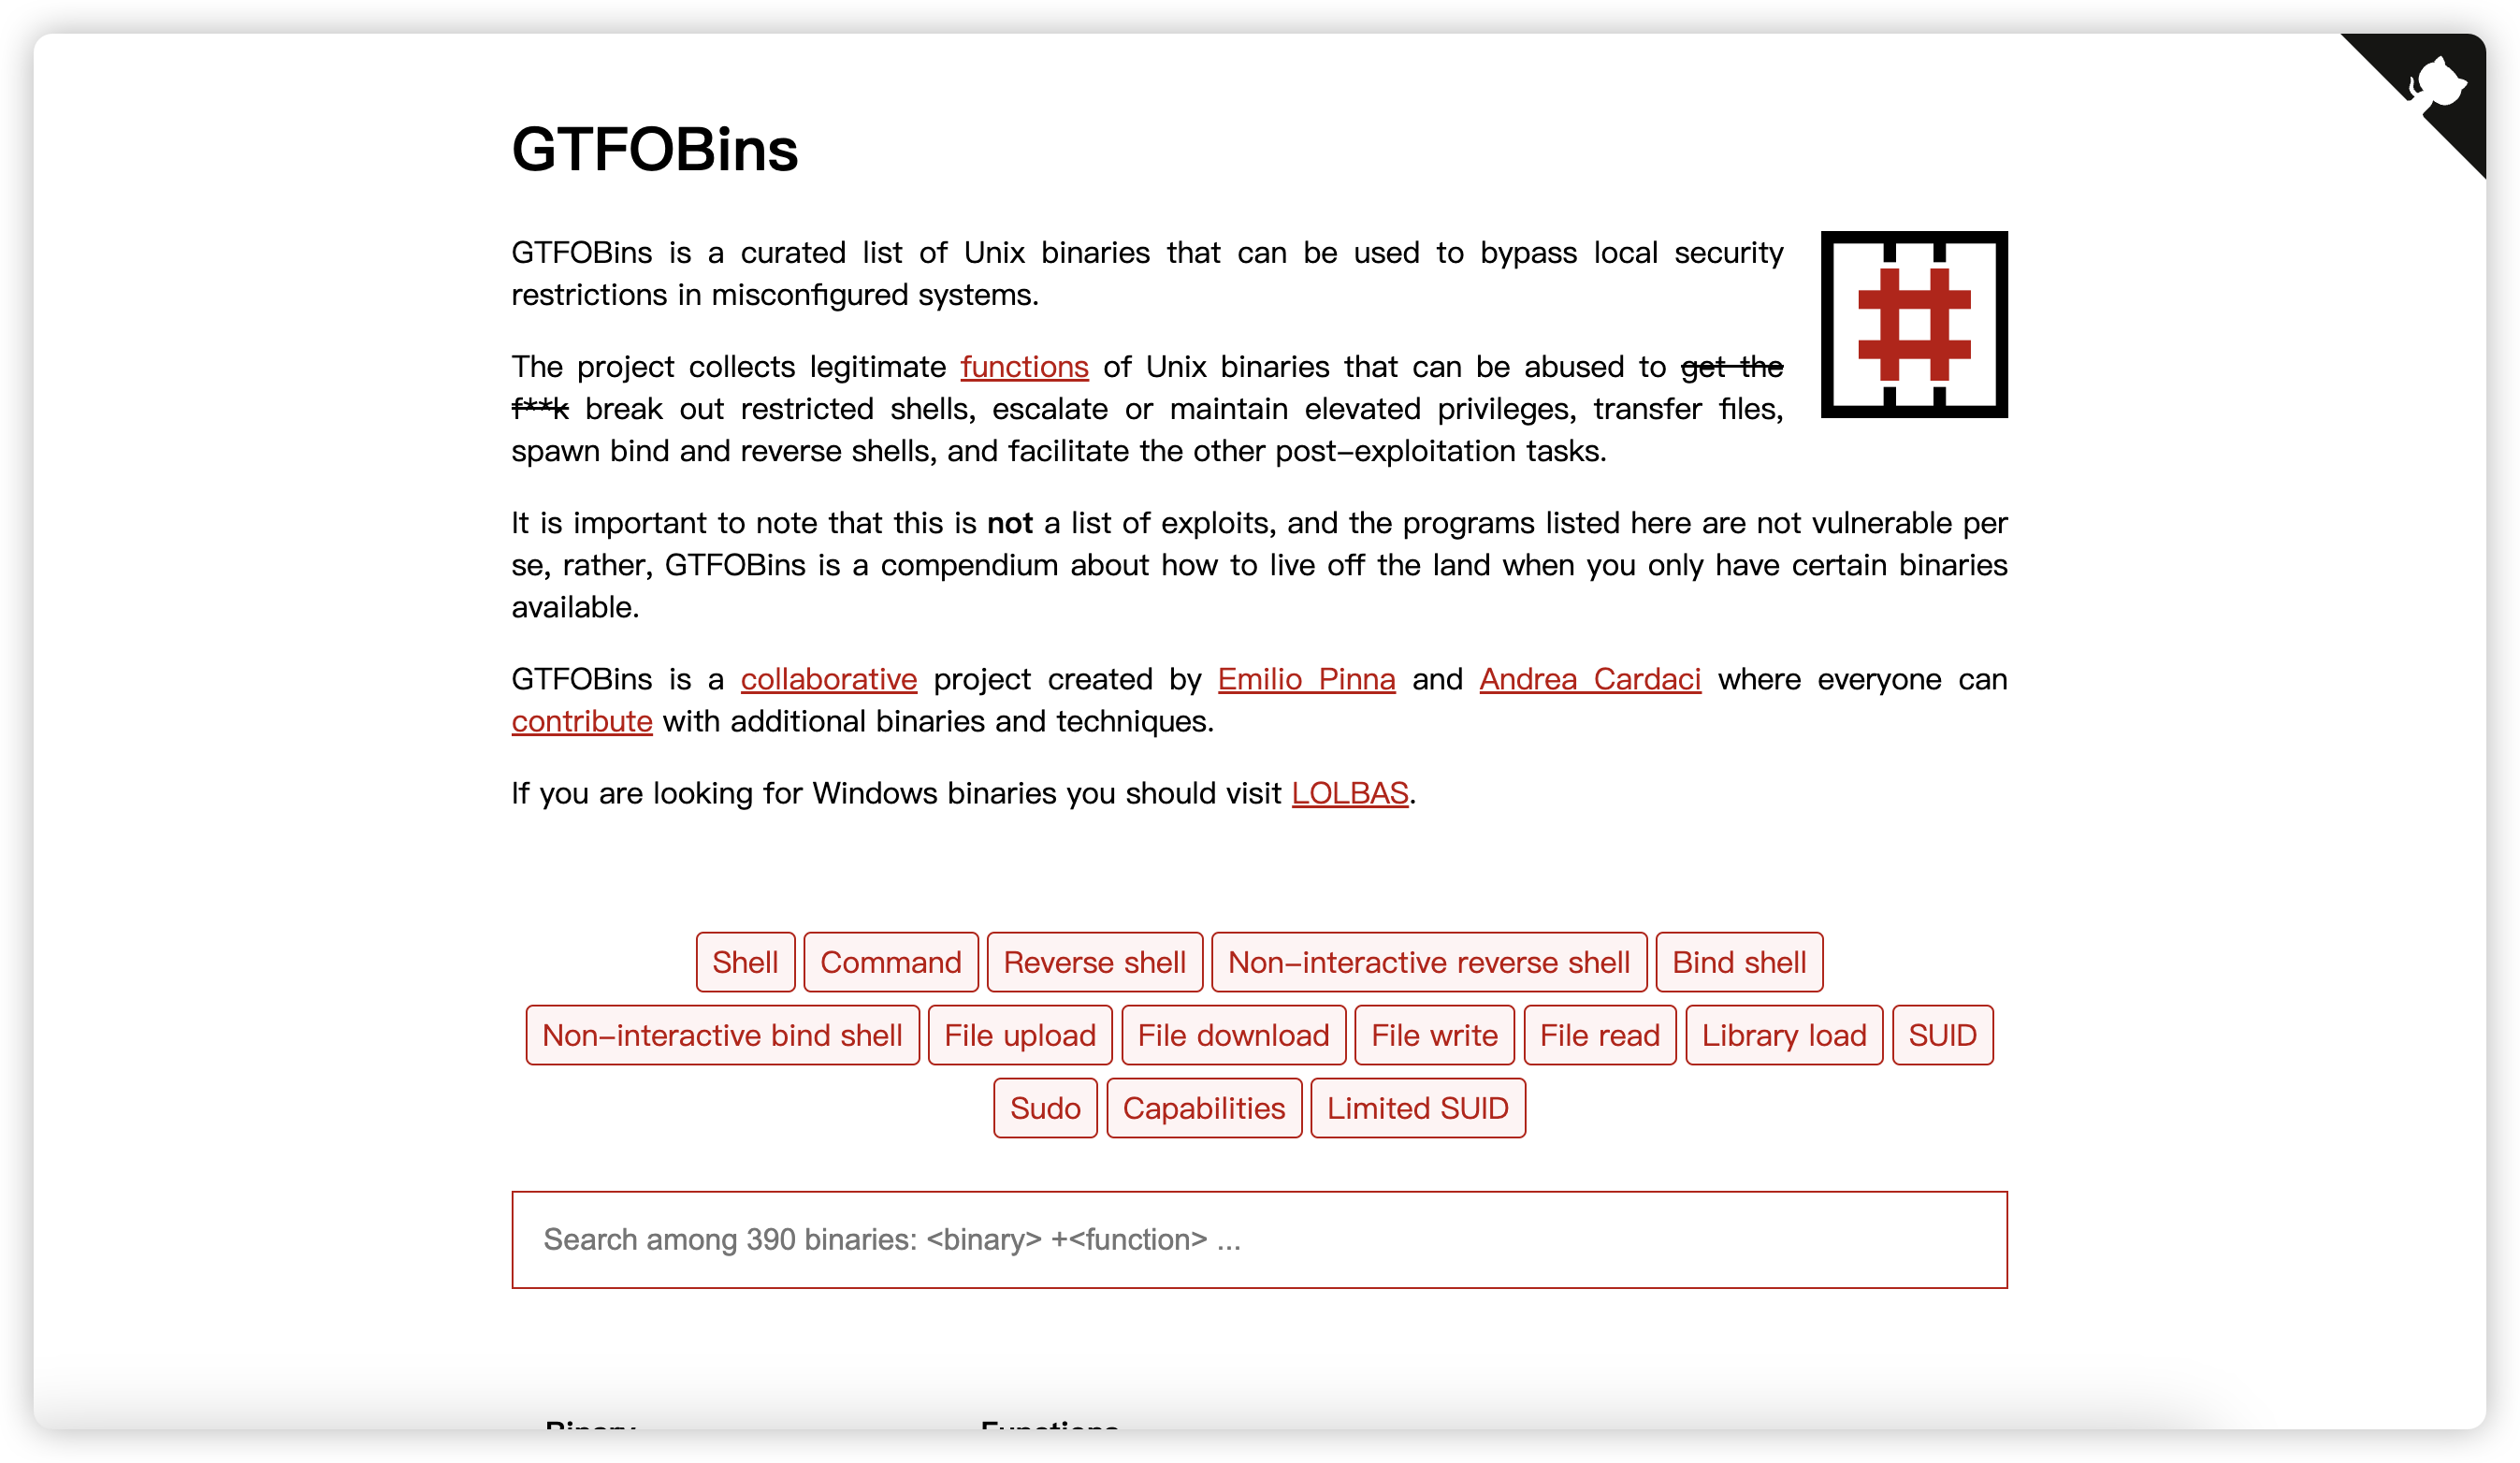 GTFOBins
GTFOBins is a curated list of Unix binaries that can be used to bypass local security
restrictions in misconfigured systems.
The project collects legitimate functions of Unix binaries that can be abused to get the
f**k break out restricted shells, escalate or maintain elevated privileges, transfer files,
spawn bind and reverse shells, and facilitate the other post-exploitation tasks.
It is important to note that this is not a list of exploits, and the programs listed here are not vulnerable per
se, rather, GTFOBins is a compendium about how to live off the land when you only have certain binaries
available.
GTFOBins is a collaborative project created by Emilio Pinna and Andrea Cardaci where everyone can
contribute with additional binaries and techniques.
If you are looking for Windows binaries you should visit LOLBAS.
Shell Command Reverse shell Non-interactive reverse shell Bind shell
Non-interactive bind shell File upload File download File write File read Library load SUID
Sudo Capabilities Limited SUID
Search among 390 binaries: <binary> +<function> ...
Binary Functions